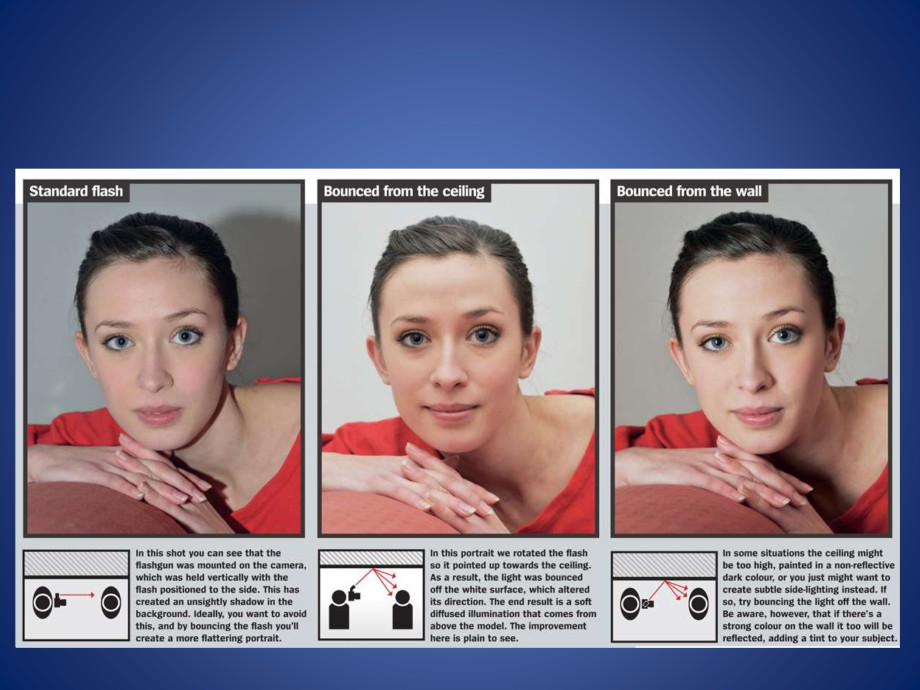 Standard flash
Bounced from the ceiling
Bounced from the wall
In this shot you can see that the
flashgun was mounted on the camera,
which was held vertically with the
flash positioned to the side. This has
created an unsightly shadow in the
background. Ideally, you want to avoid
this, and by bouncing the flash you'll
create a more flattering portrait.
In this portrait we rotated the flash
so it pointed up towards the ceiling.
As a result, the light was bounced
off the white surface, which altered
its direction. The end result is a soft
diffused illumination that comes from
above the model. The improvement
here is plain to see.
In some situations the ceiling might
be too high, painted in a non-reflective
dark colour, or you just might want to
create subtle side-lighting instead. If
so, try bouncing the light off the wall.
Be aware, however, that if there's a
strong colour on the wall it too will be
reflected, adding a tint to your subject.